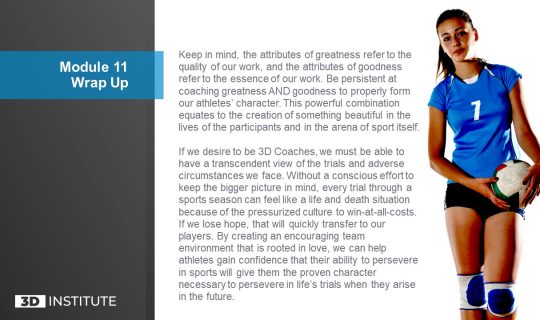 Module 11
Wrap Up
Keep in mind, the attributes of greatness refer to the
quality of our work, and the attributes of goodness
refer to the essence of our work. Be persistent at
coaching greatness AND goodness to properly form
our athletes' character. This powerful combination
equates to the creation of something beautiful in the
lives of the participants and in the arena of sport itself.
If we desire to be 3D Coaches, we must be able to
have a transcendent view of the trials and adverse
circumstances we face. Without a conscious effort to
keep the bigger picture in mind, every trial through a
sports season can feel like a life and death situation
because of the pressurized culture to win-at-all-costs.
If we lose hope, that will quickly transfer to our
players. By creating an encouraging team
environment that is rooted in love, we can help
athletes gain confidence that their ability to persevere
in sports will give them the proven character
necessary to persevere in life's trials when they arise
in the future.
1
3D INSTITUTE